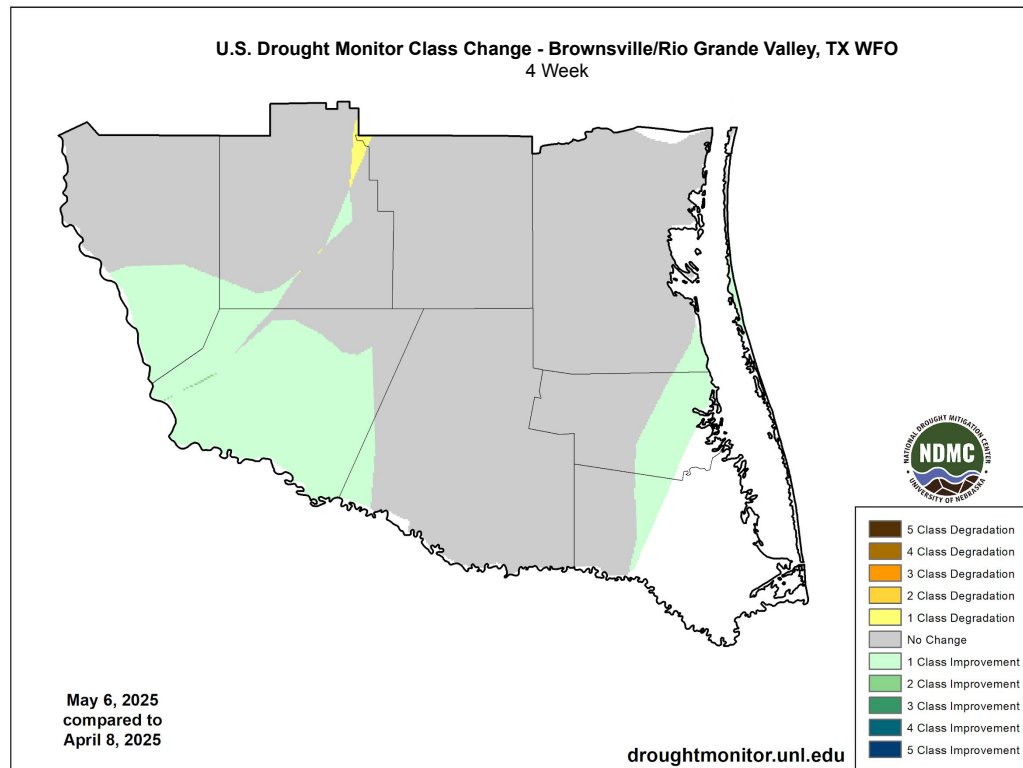 U.S. Drought Monitor Class Change - Brownsville/Rio Grande Valley, TX WFO
4 Week
NATIONAL DROUGHT MITIGATION CENTER
NDMC
UNIVERSITY OF NEBRASKA
5 Class Degradation
4 Class Degradation
3 Class Degradation
2 Class Degradation
1 Class Degradation
No Change
1 Class Improvement
2 Class Improvement
3 Class Improvement
4 Class Improvement
5 Class Improvement
May 6, 2025
compared to
April 8, 2025
droughtmonitor.unl.edu